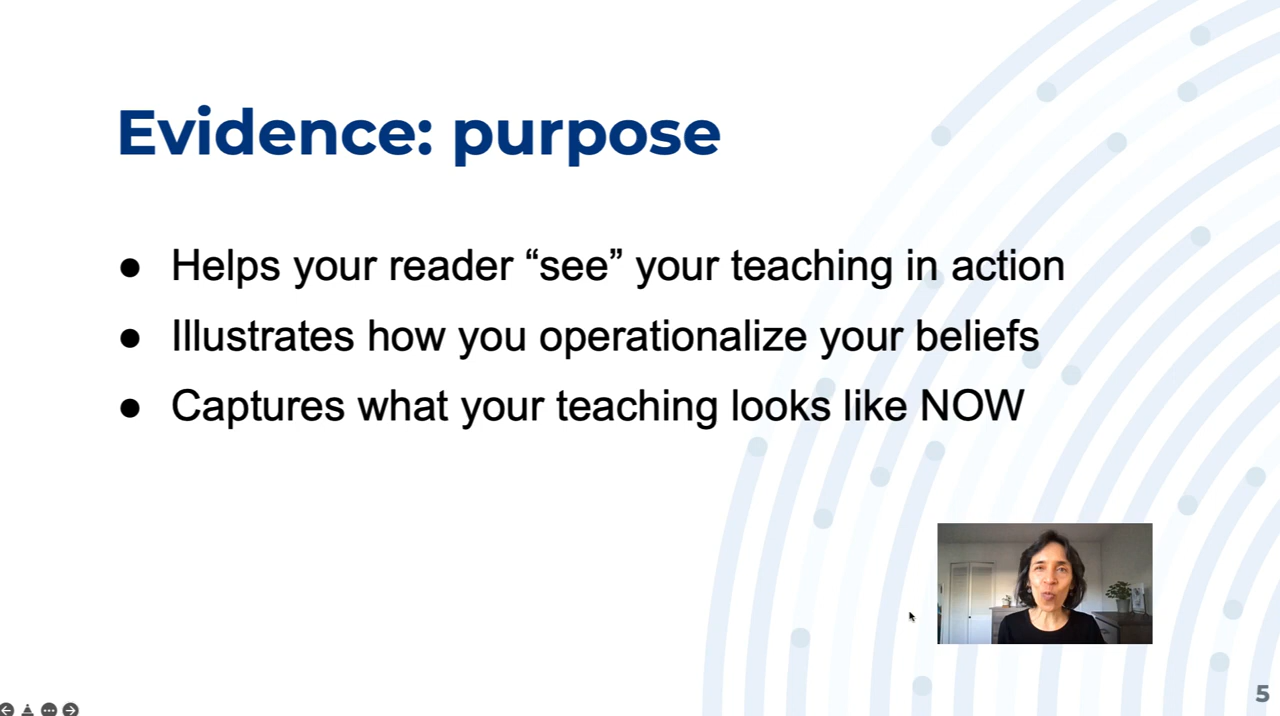 Evidence: purpose
● Helps your reader “see” your teaching in action
● Illustrates how you operationalize your beliefs
● Captures what your teaching looks like NOW
5